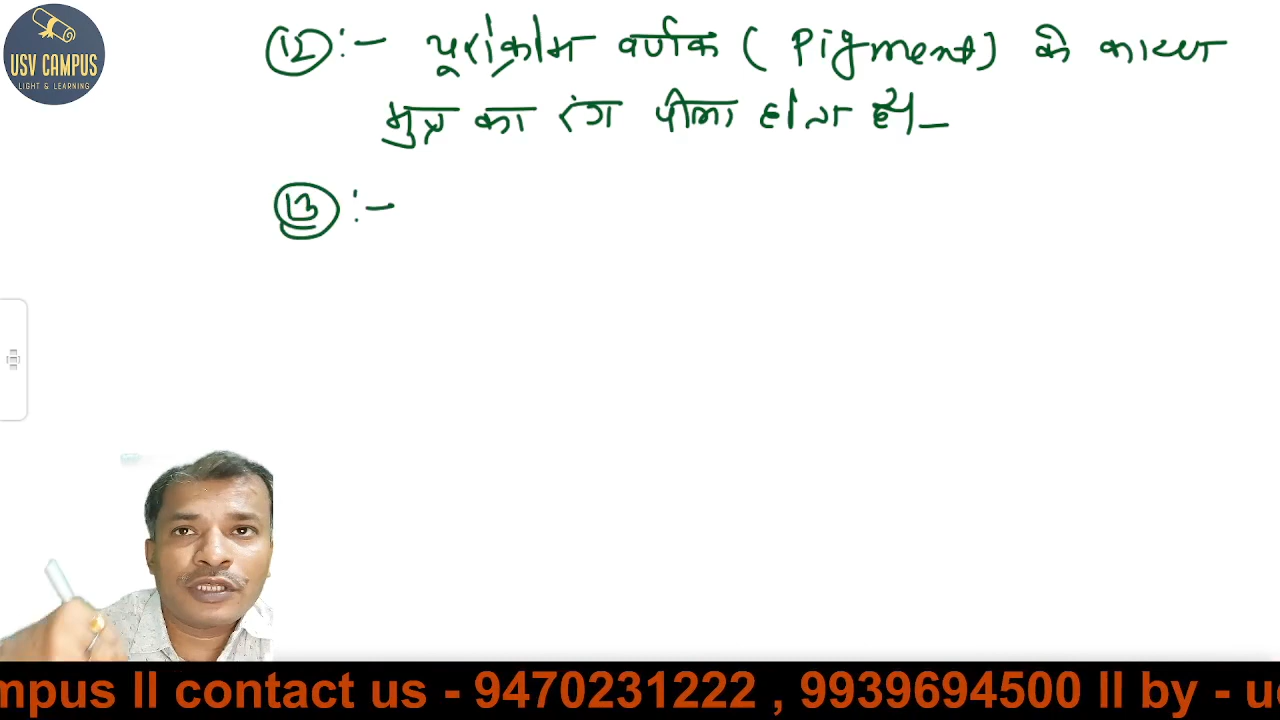 USV CAMPUS
LIGHT & LEARNING
12 :- यूरोक्रोम वर्णक ( Pigment) के कारण
मुत्र का रंग पीला होता है।
13 :-
mpus ll contact us - 9470231222 , 9939694500 ll by - u